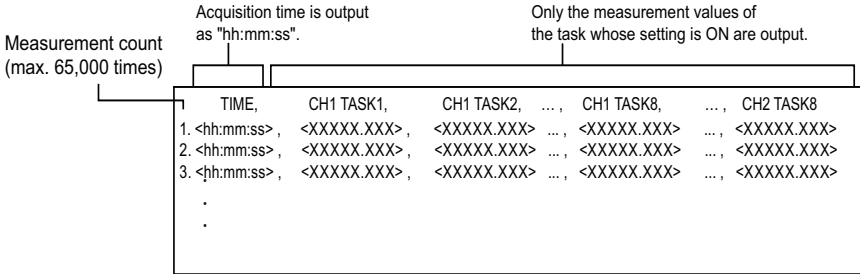 Acquisition time is output
as "hh:mm:ss".
Only the measurement values of
the task whose setting is ON are output.
Measurement count
(max. 65,000 times)
TIME, CH1 TASK1, CH1 TASK2, ... , CH1 TASK8, ... , CH2 TASK8
1. <hh:mm:ss> , <XXXXX.XXX> , <XXXXX.XXX> ... , <XXXXX.XXX> ... , <XXXXX.XXX>
2. <hh:mm:ss> , <XXXXX.XXX> , <XXXXX.XXX> ... , <XXXXX.XXX> ... , <XXXXX.XXX>
3. <hh:mm:ss> , <XXXXX.XXX> , <XXXXX.XXX> ... , <XXXXX.XXX> ... , <XXXXX.XXX>
.
.
.